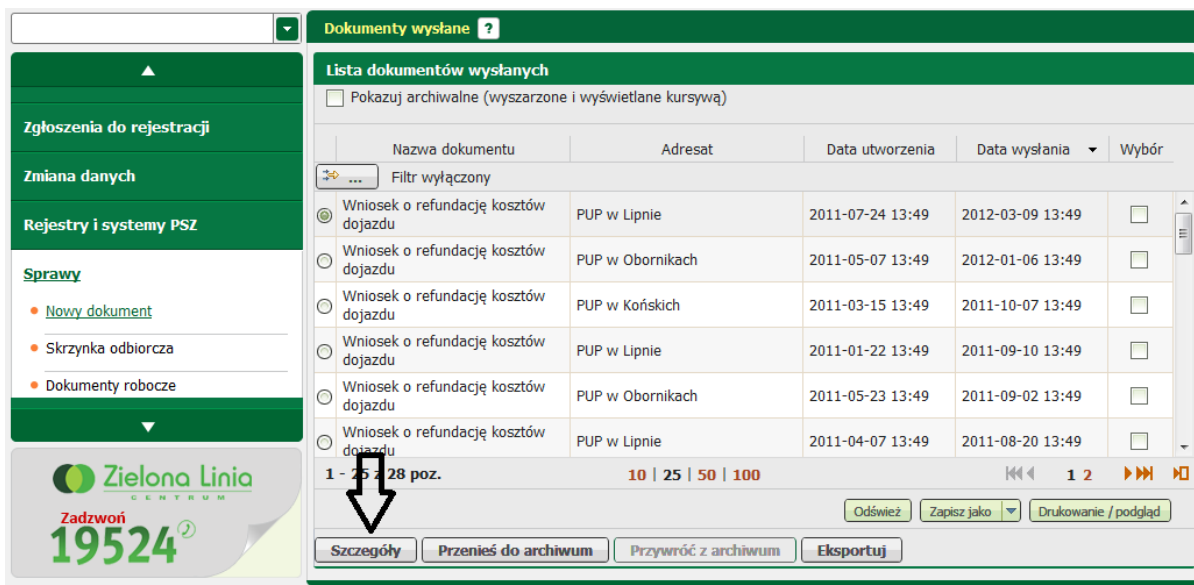 Dokumenty wysłane ?
Lista dokumentów wysłanych
Pokazuj archiwalne (wyszarzone i wyświetlane kursywą)
Zgłoszenia do rejestracji
Zmiana danych
Rejestry i systemy PSZ
Sprawy
Nowy dokument
Skrzynka odbiorcza
Dokumenty robocze
Zielona Linia
CENTRUM
Zadzwoń
19524
Nazwa dokumentu Adresat Data utworzenia Data wysłania Wybór
... Filtr wyłączony
Wniosek o refundację kosztów
dojazdu PUP w Lipnie 2011-07-24 13:49 2012-03-09 13:49
Wniosek o refundację kosztów
dojazdu PUP w Obornikach 2011-05-07 13:49 2012-01-06 13:49
Wniosek o refundację kosztów
dojazdu PUP w Końskich 2011-03-15 13:49 2011-10-07 13:49
Wniosek o refundację kosztów
dojazdu PUP w Lipnie 2011-01-22 13:49 2011-09-10 13:49
Wniosek o refundację kosztów
dojazdu PUP w Obornikach 2011-05-23 13:49 2011-09-02 13:49
Wniosek o refundację kosztów
dojazdu PUP w Lipnie 2011-04-07 13:49 2011-08-20 13:49
1 - 25 z 28 poz. 10 | 25 | 50 | 100 1 2
Odśwież Zapisz jako Drukowanie / podgląd
Szczegóły Przenieś do archiwum Przywróć z archiwum Eksportuj